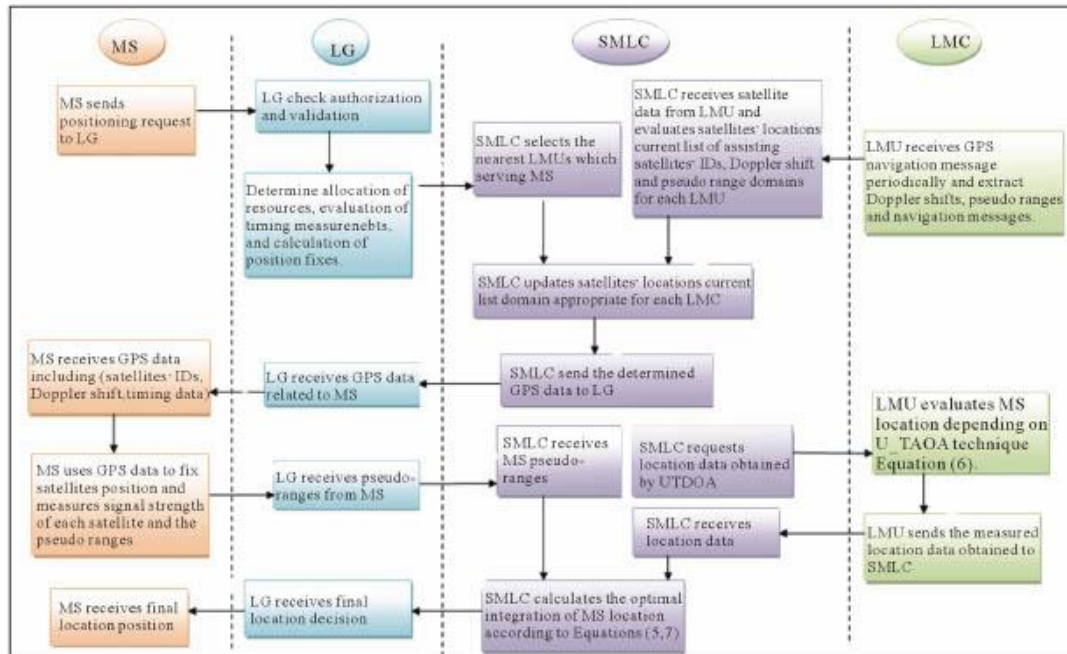 MS
LG
SMLC
LMC
MS sends
positioning request
to LG
LG check authorization
and validation
Determine allocation of
resources, evaluation of
timing measurenebts,
and calculation of
position fixes.
SMLC selects the
nearest LMUs which
serving MS
SMLC receives satellite
data from LMU and
evaluates satellites' locations
current list of assisting
satellites' IDs, Doppler shift
and pseudo range domains
for each LMU
LMU receives GPS
navigation message
periodically and extract
Doppler shifts, pseudo ranges
and navigation messages.
SMLC updates satellites' locations current
list domain appropriate for each LMC
SMLC send the determined
GPS data to LG
LG receives GPS data
related to MS
MS receives GPS data
including (satellites' IDs,
Doppler shift,timing data)
MS uses GPS data to fix
satellites position and
measures signal strength
of each satellite and the
pseudo ranges
LG receives pseudo-
ranges from MS
SMLC receives
MS pseudo-
ranges
SMLC requests
location data obtained
by UTDOA
LMU evaluates MS
location depending on
U_TAOA technique
Equation (6).
LMU sends the measured
location data obtained to
SMLC
SMLC receives
location data
SMLC calculates the optimal
integration of MS location
according to Equations (5,7)
LG receives final
location decision
MS receives final
location position